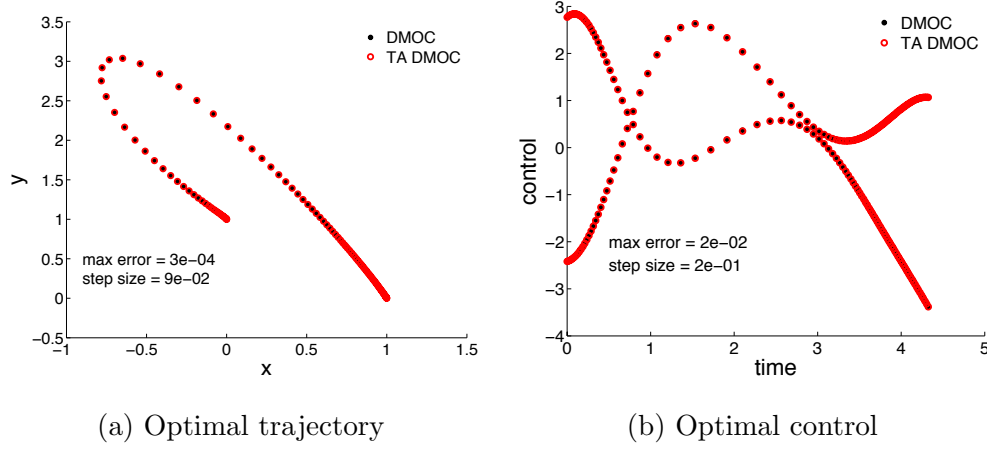 3.5
3
2.5
2
1.5
1
0.5
0
−0.5
−1
−0.5
0
0.5
1
1.5
y
x
DMOC
TA DMOC
max error = 3e−04
step size = 9e−02
(a) Optimal trajectory
3
2
1
0
−1
−2
−3
−4
0
1
2
3
4
5
control
time
DMOC
TA DMOC
max error = 2e−02
step size = 2e−01
(b) Optimal control